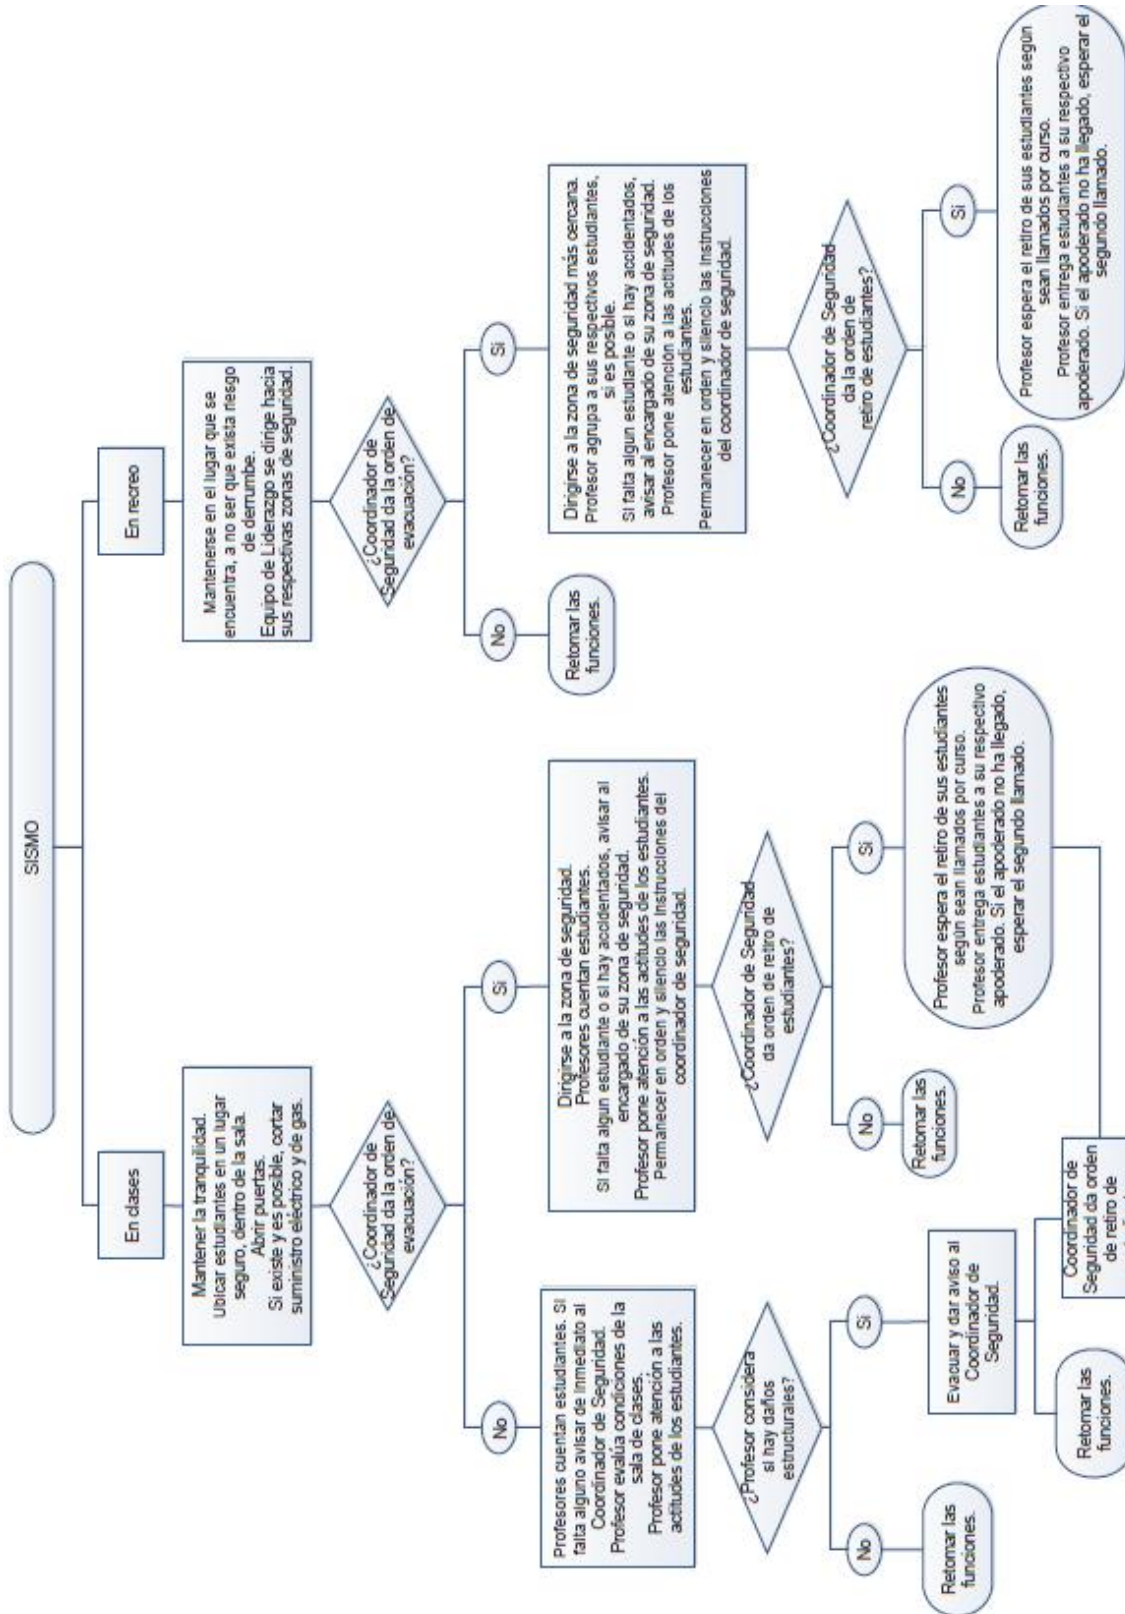 SISMO
En clases
Mantener la tranquilidad.
Ubicar estudiantes en un lugar
seguro, dentro de la sala.
Abrir puertas.
Si existe y es posible, cortar
suministro eléctrico y de gas.
¿Coordinador de
Seguridad da la orden de
evacuación?
No
Profesores cuentan estudiantes. Si
falta alguno avisar de inmediato al
Coordinador de Seguridad.
Profesor evalúa condiciones de la
sala de clases.
Profesor pone atención a las
actitudes de los estudiantes.
¿Profesor considera
si hay daños
estructurales?
No
Retomar las
funciones.
Si
Evacuar y dar aviso al
Coordinador de
Seguridad.
Retomar las
funciones.
Coordinador de
Seguridad da orden
de retiro de
Si
Dirigirse a la zona de seguridad.
Profesores cuentan estudiantes.
Si falta algun estudiante o si hay accidentados, avisar al
encargado de su zona de seguridad.
Profesor pone atención a las actitudes de los estudiantes.
Permanecer en orden y silencio las instrucciones del
coordinador de seguridad.
¿Coordinador de Seguridad
da orden de retiro de
estudiantes?
No
Retomar las
funciones.
Si
Profesor espera el retiro de sus estudiantes
según sean llamados por curso.
Profesor entrega estudiantes a su respectivo
apoderado. Si el apoderado no ha llegado,
esperar el segundo llamado.
En recreo
Mantenerse en el lugar que se
encuentra, a no ser que exista riesgo
de derrumbe.
Equipo de Liderazgo se dirige hacia
sus respectivas zonas de seguridad.
¿Coordinador de
Seguridad da la orden de
evacuación?
No
Retomar las
funciones.
Si
Dirigirse a la zona de seguridad más cercana.
Profesor agrupa a sus respectivos estudiantes,
si es posible.
Si falta algun estudiante o si hay accidentados,
avisar al encargado de su zona de seguridad.
Profesor pone atención a las actitudes de los
estudiantes.
Permanecer en orden y silencio las instrucciones
del coordinador de seguridad.
¿Coordinador de Seguridad
da la orden de
retiro de estudiantes?
No
Retomar las
funciones.
Si
Profesor espera el retiro de sus estudiantes según
sean llamados por curso.
Profesor entrega estudiantes a su respectivo
apoderado. Si el apoderado no ha llegado, esperar el
segundo llamado.